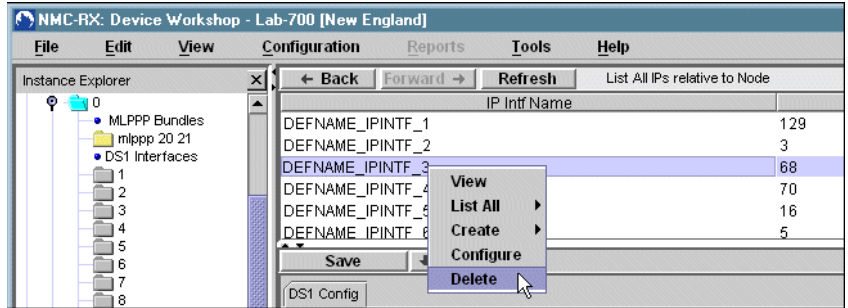 NMC-RX: Device Workshop - Lab-700 [New England]
File Edit View Configuration Reports Tools Help
Instance Explorer
← Back Forward → Refresh List All IPs relative to Node
0
MLPPP Bundles
mlppp 20 21
DS1 Interfaces
1
2
3
4
5
6
7
8
IP Intf Name
DEFNAME_IPINTF_1 129
DEFNAME_IPINTF_2 3
DEFNAME_IPINTF_3 68
DEFNAME_IPINTF_4 70
DEFNAME_IPINTF_5 16
DEFNAME_IPINTF_6 5
View
List All
Create
Configure
Delete
Save
DS1 Config